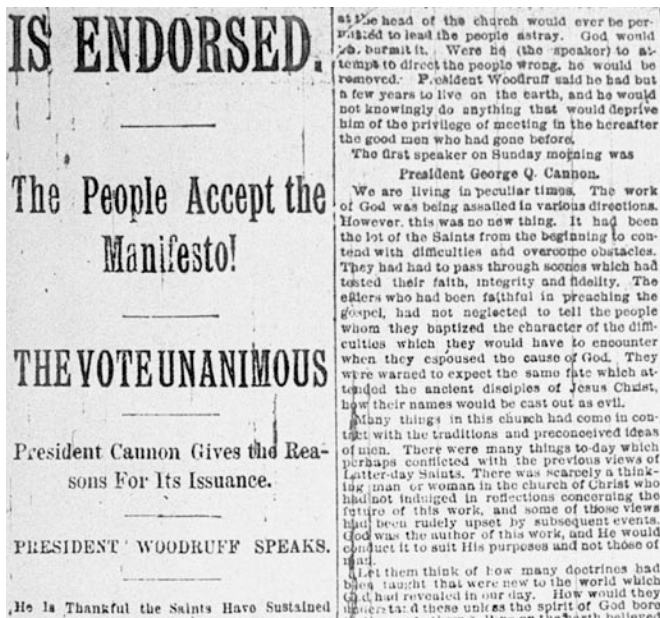 IS ENDORSED.
The People Accept the
Manifesto!
THE VOTE UNANIMOUS
President Cannon Gives the Rea-
sons For Its Issuance.
PRESIDENT WOODRUFF SPEAKS.
He Is Thankful the Saints Have Sustained
at the head of the church would ever be per-
mitted to lead the people astray. God would
not permit it. Were he (the speaker) to at-
tempt to direct the people wrong, he would be
removed. President Woodruff said he had but
a few years to live on the earth, and he would
not knowingly do anything that would deprive
him of the privilege of meeting in the hereafter
the good men who had gone before.
The first speaker on Sunday morning was
President George Q. Cannon.
We are living in peculiar times. The work
of God was being assailed in various directions.
However, this was no new thing. It had been
the lot of the Saints from the beginning to con-
tend with difficulties and overcome obstacles.
They had had to pass through scenes which had
tested their faith, integrity and fidelity. The
elders who had been faithful in preaching the
gospel, had not neglected to tell the people
whom they baptized the character of the diffi-
culties which they would have to encounter
when they espoused the cause of God. They
were warned to expect the same fate which at-
tended the ancient disciples of Jesus Christ,
how their names would be cast out as evil.
Many things in this church had come in con-
tact with the traditions and preconceived ideas
of men. There were many things to-day which
perhaps conflicted with the previous views of
Latter-day Saints. There was scarcely a think-
ing man or woman in the church of Christ who
had not indulged in reflections concerning the
future of this work, and some of those views
had been rudely upset by subsequent events.
God was the author of this work, and He would
conduct it to suit His purposes and not those of
man.
Let them think of how many doctrines had
been taught that were new to the world which
God had revealed in our day. How would they
understand these unless the spirit of God bore